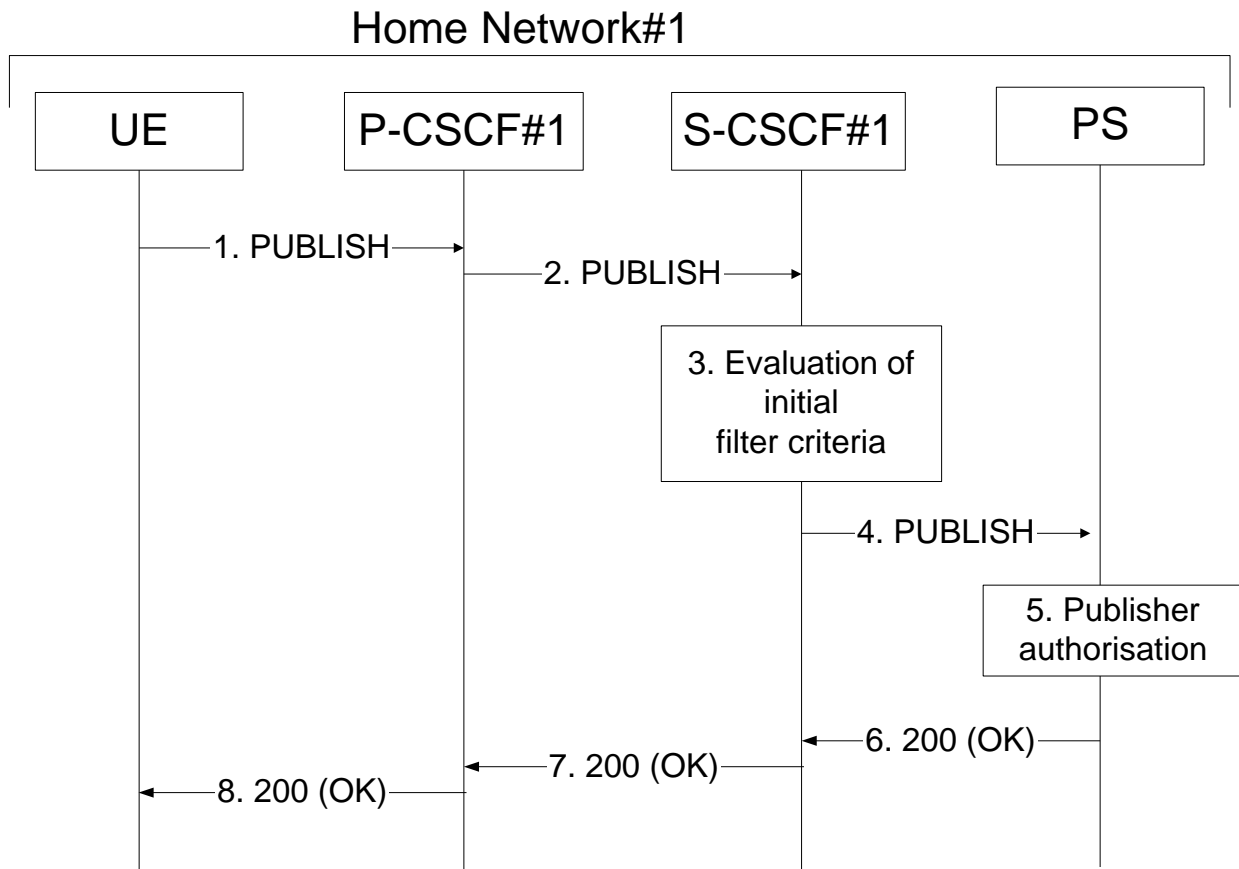 Home Network#1
UE
P-CSCF#1
S-CSCF#1
PS
1. PUBLISH
2. PUBLISH
3. Evaluation of
initial
filter criteria
4. PUBLISH
5. Publisher
authorisation
6. 200 (OK)
7. 200 (OK)
8. 200 (OK)